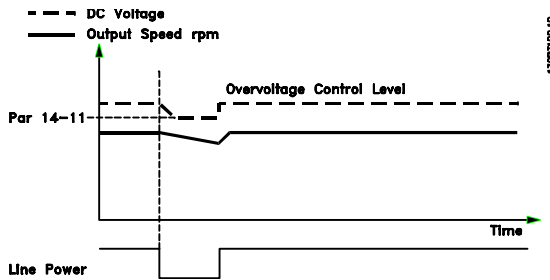 DC Voltage
Output Speed rpm
Overvoltage Control Level
Par 14-11
Time
Line Power